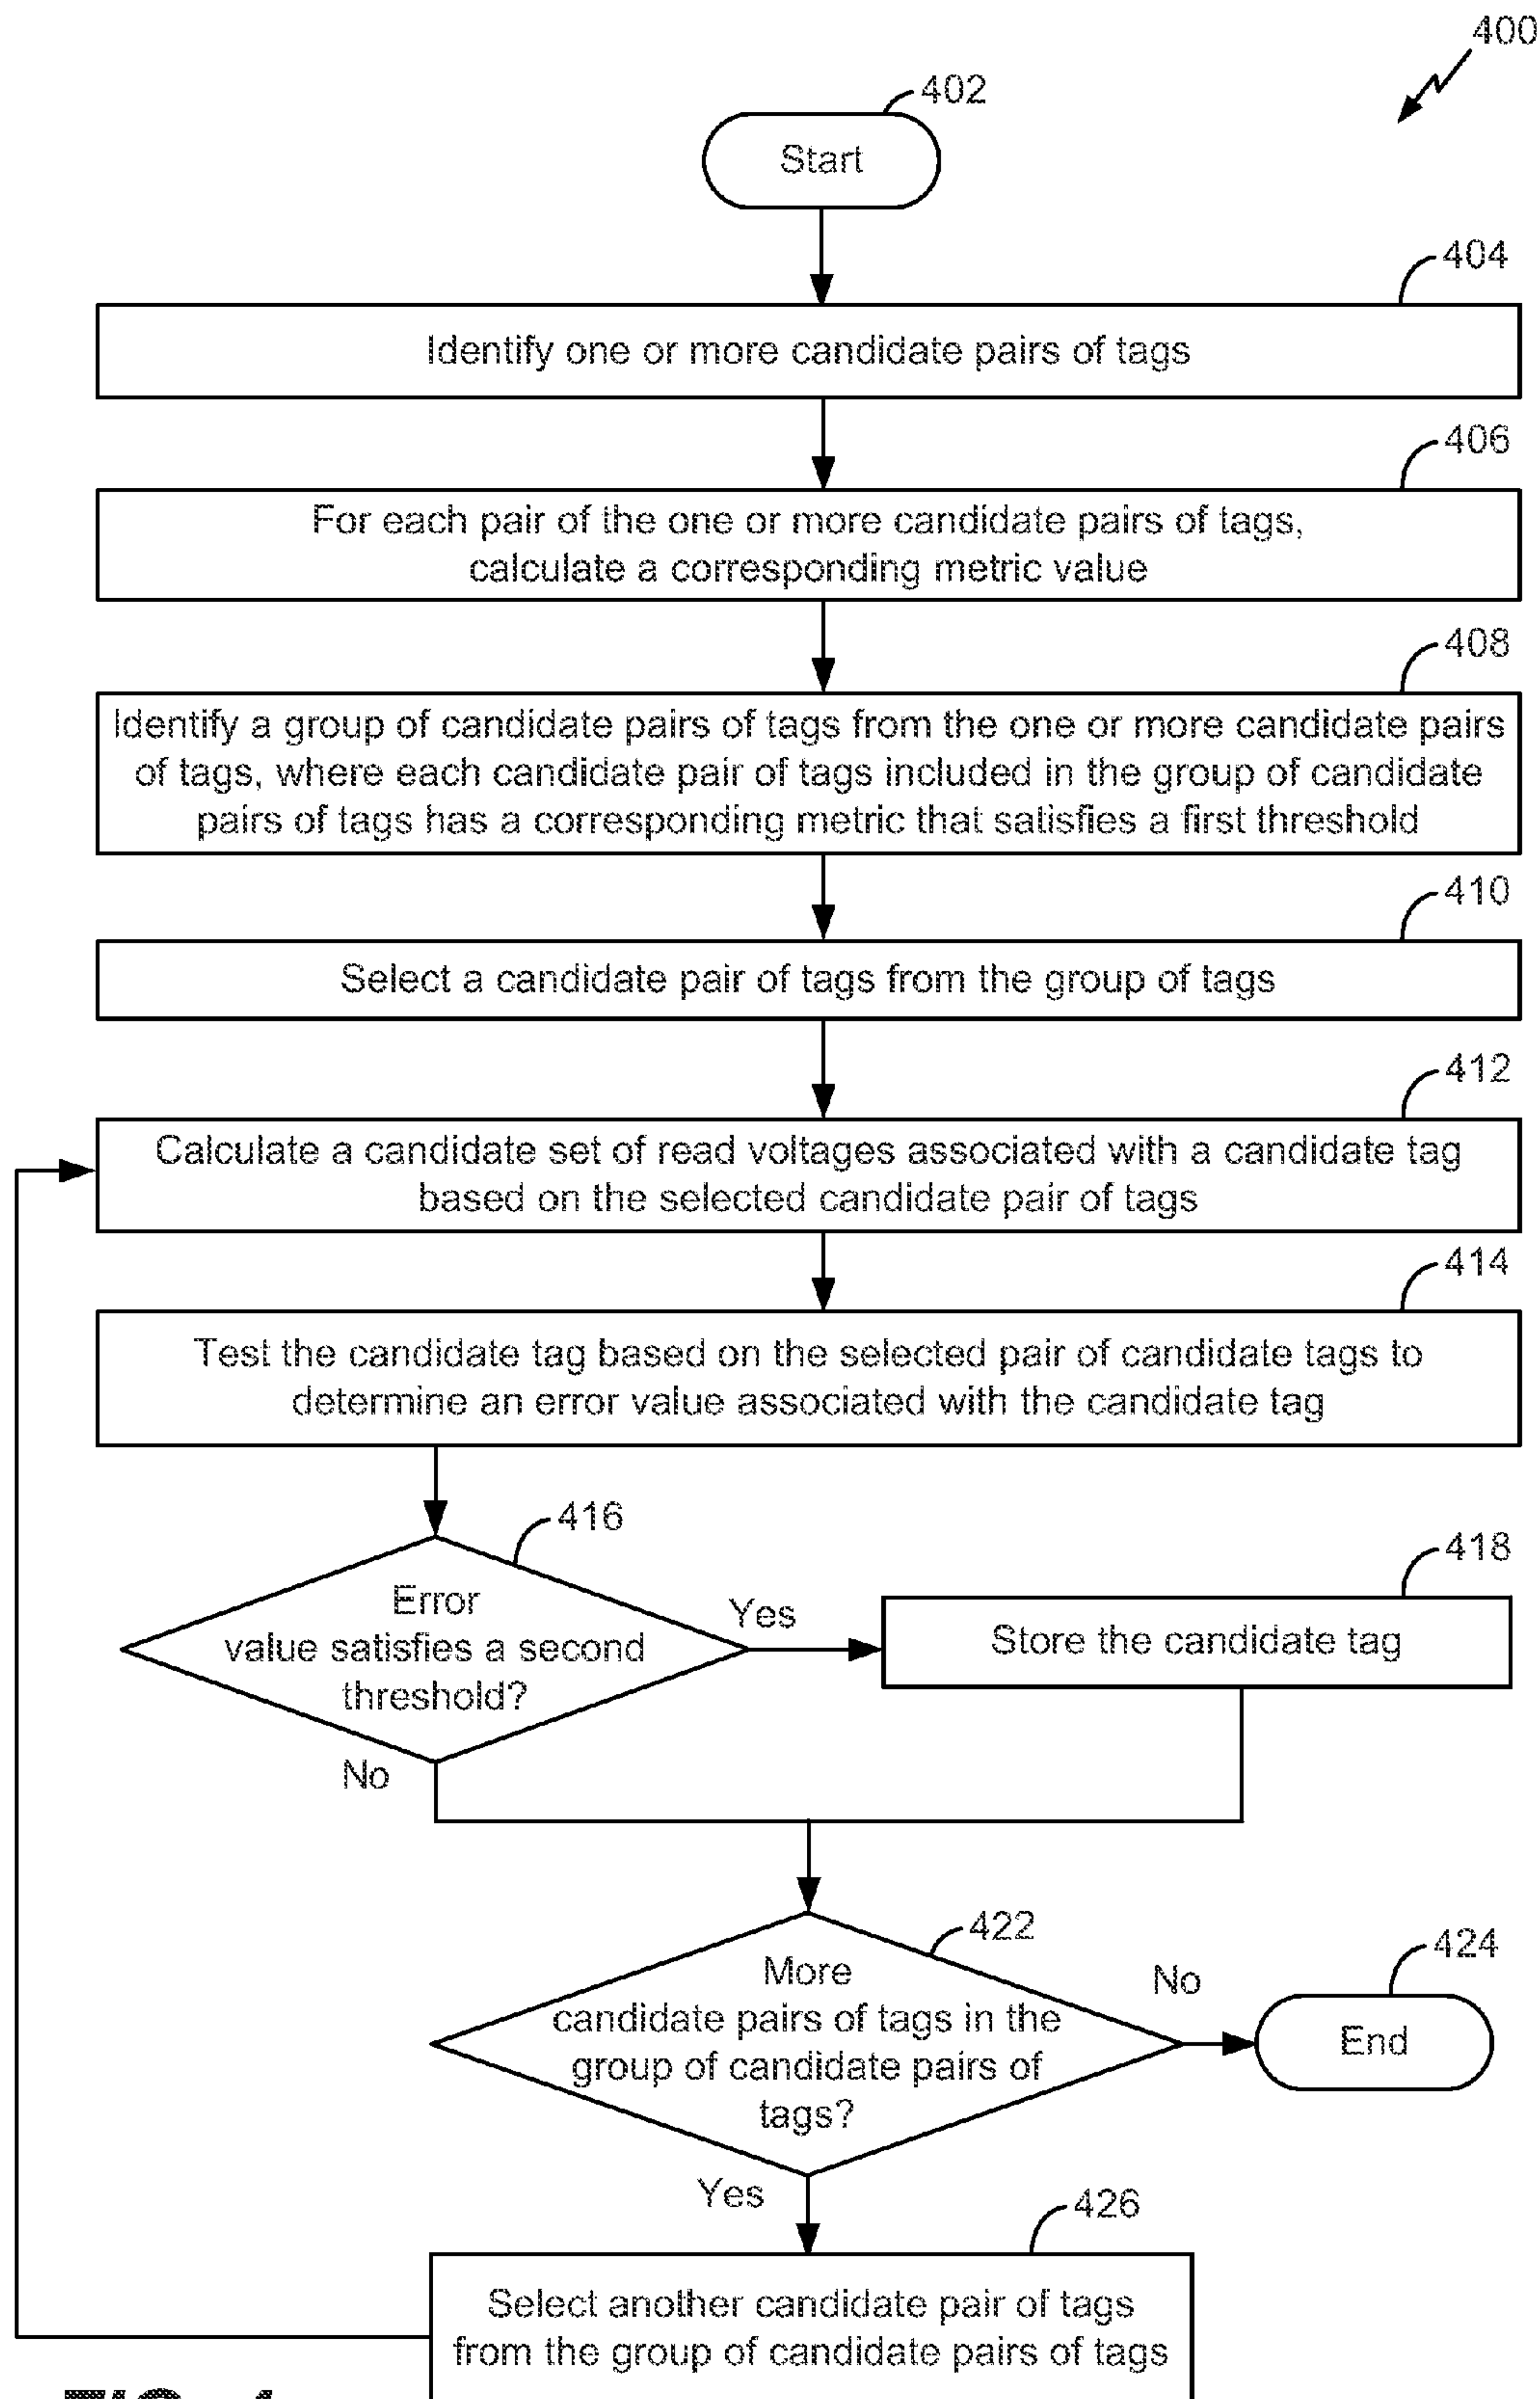 400
402
Start
404
Identify one or more candidate pairs of tags
406
For each pair of the one or more candidate pairs of tags,
calculate a corresponding metric value
408
Identify a group of candidate pairs of tags from the one or more candidate pairs
of tags, where each candidate pair of tags included in the group of candidate
pairs of tags has a corresponding metric that satisfies a first threshold
410
Select a candidate pair of tags from the group of tags
412
Calculate a candidate set of read voltages associated with a candidate tag
based on the selected candidate pair of tags
414
Test the candidate tag based on the selected pair of candidate tags to
determine an error value associated with the candidate tag
416
Error
value satisfies a second
threshold?
Yes
418
Store the candidate tag
No
422
More
candidate pairs of tags in the
group of candidate pairs of
tags?
No
424
End
Yes
426
Select another candidate pair of tags
from the group of candidate pairs of tags